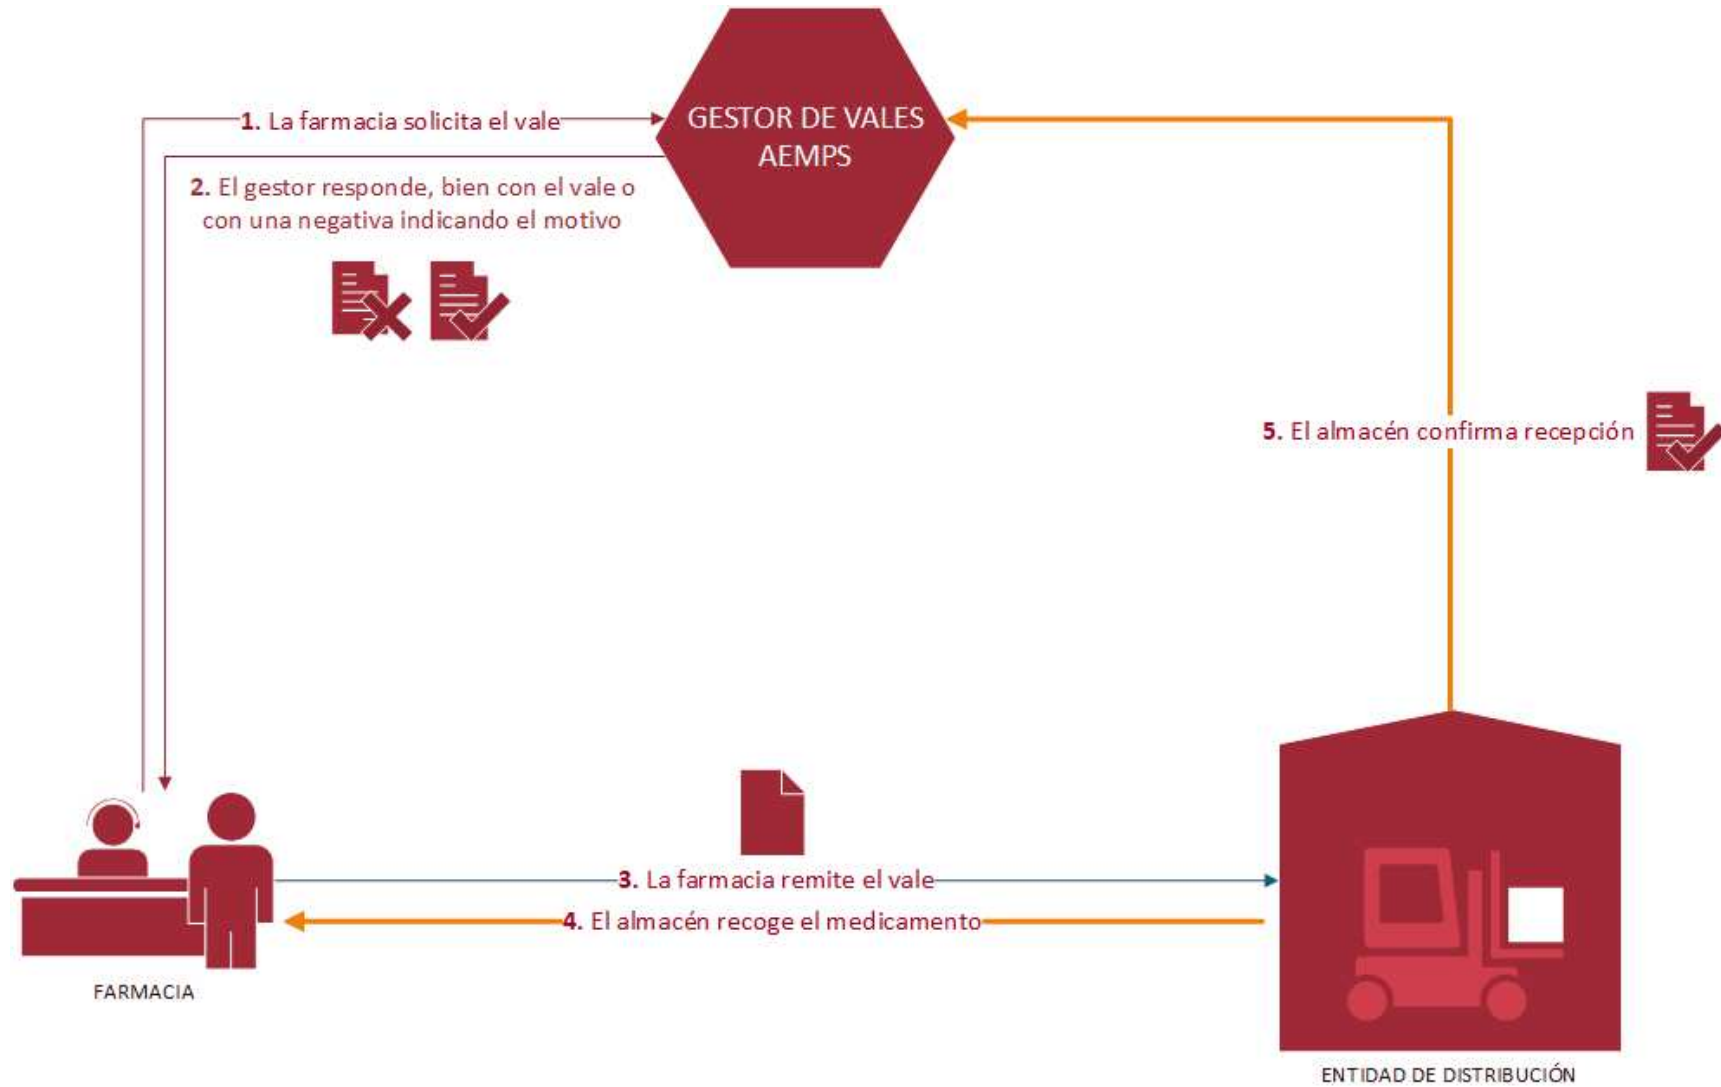 GESTOR DE VALES
AEMPS
1. La farmacia solicita el vale
2. El gestor responde, bien con el vale o
con una negativa indicando el motivo
5. El almacén confirma recepción
3. La farmacia remite el vale
4. El almacén recoge el medicamento
FARMACIA
ENTIDAD DE DISTRIBUCIÓN